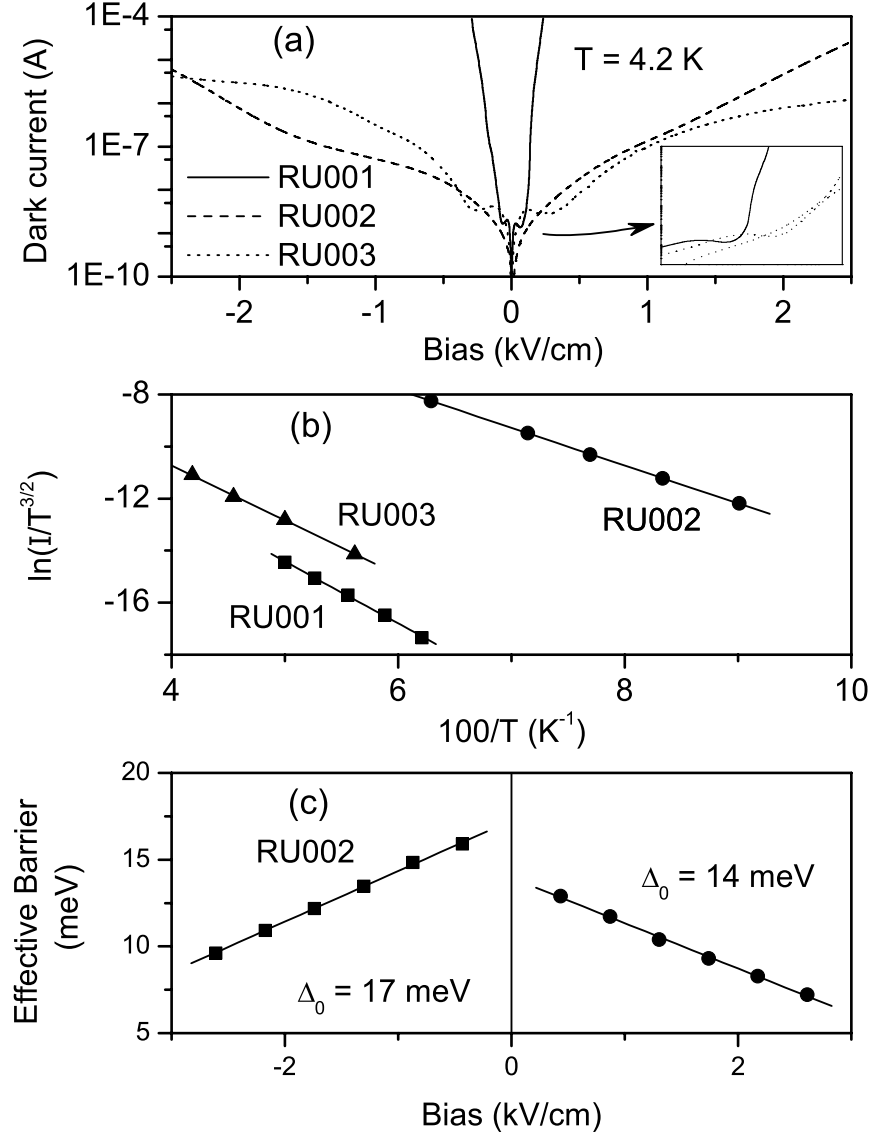 1E-4
(a)
T = 4.2 K
1E-7
RU001
RU002
RU003
1E-10
Dark current (A)
-2 -1 0 1 2
Bias (kV/cm)
-8
(b)
-12
RU003
RU002
-16
RU001
ln(I/T^3/2)
4 6 8 10
100/T (K^-1)
20
(c)
RU002
15
Δ0 = 14 meV
10
Δ0 = 17 meV
5
Effective Barrier
(meV)
-2 0 2
Bias (kV/cm)